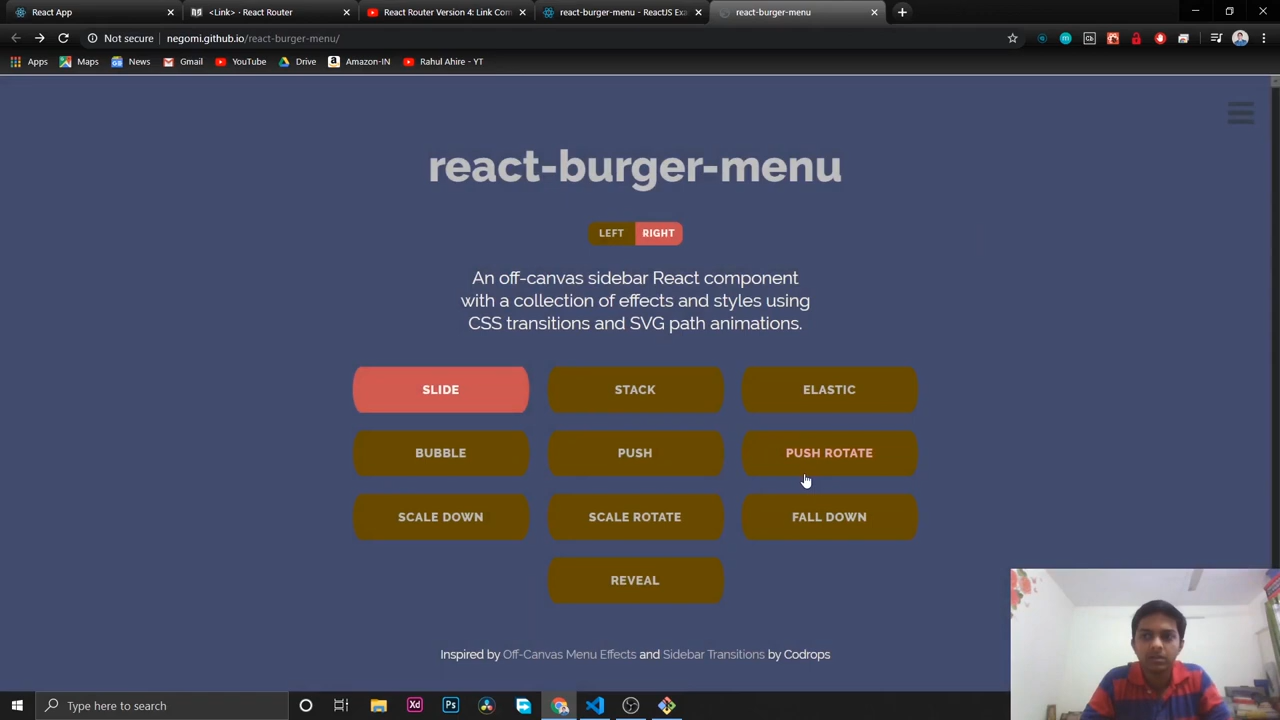 React App
<Link> · React Router
React Router Version 4: Link Com
react-burger-menu - ReactJS Exa
react-burger-menu
Not secure
negomi.github.io/react-burger-menu/
Apps
Maps
News
Gmail
YouTube
Drive
Amazon-IN
Rahul Ahire - YT
react-burger-menu
LEFT
RIGHT
An off-canvas sidebar React component
with a collection of effects and styles using
CSS transitions and SVG path animations.
SLIDE
STACK
ELASTIC
BUBBLE
PUSH
PUSH ROTATE
SCALE DOWN
SCALE ROTATE
FALL DOWN
REVEAL
Inspired by Off-Canvas Menu Effects and Sidebar Transitions by Codrops
Type here to search
Xd
Ps